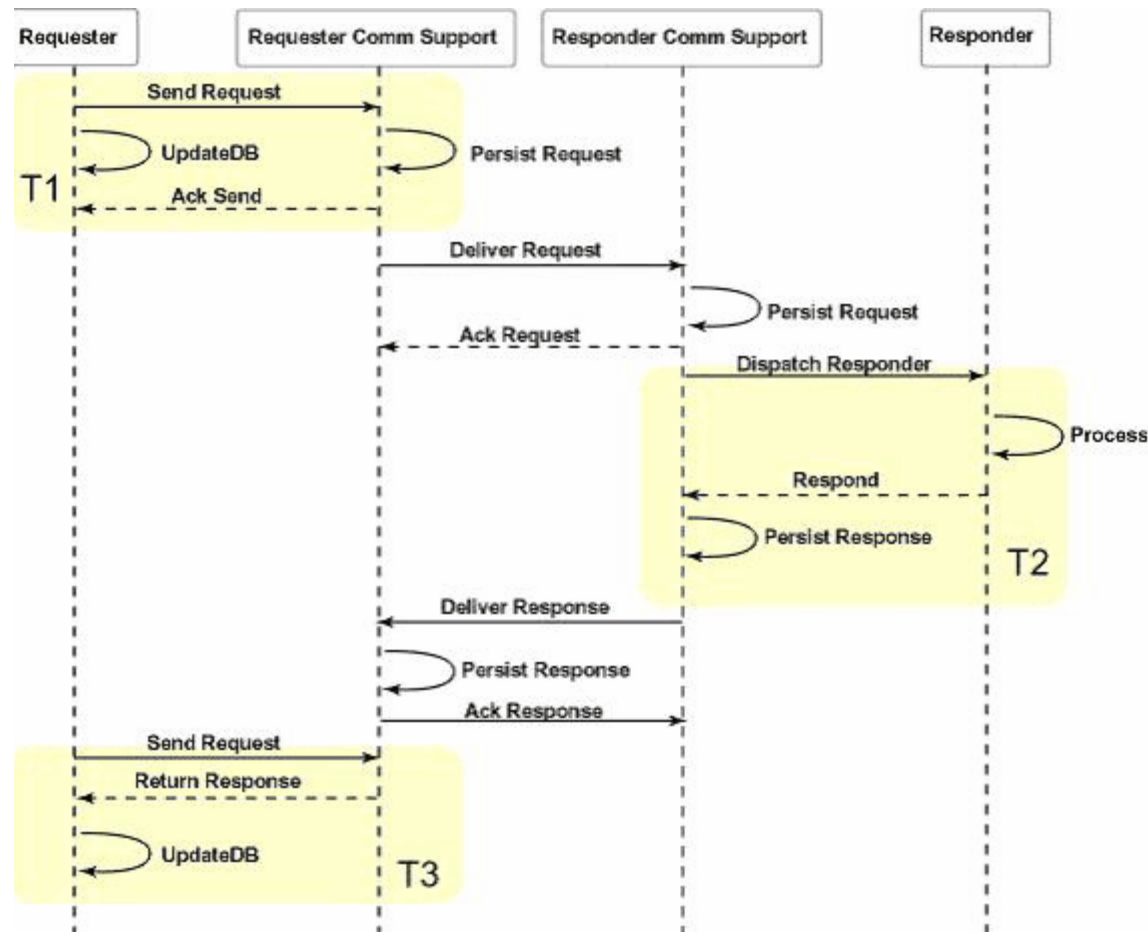 Requester
Requester Comm Support
Responder Comm Support
Responder
Send Request
UpdateDB
Persist Request
T1
Ack Send
Deliver Request
Persist Request
Ack Request
Dispatch Responder
Process
Respond
Persist Response
T2
Deliver Response
Persist Response
Ack Response
Send Request
Return Response
UpdateDB
T3